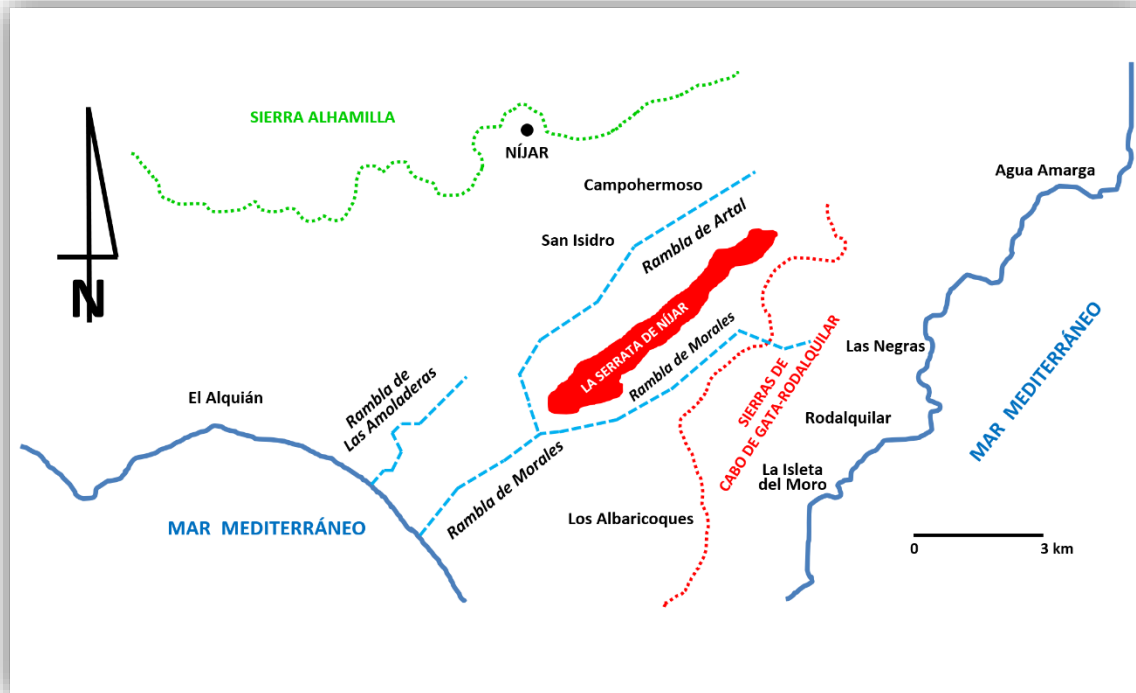 SIERRA ALHAMILLA
NÍJAR
Agua Amarga
Campohermoso
San Isidro
Rambla de Artal
N
LA SERRATA DE NÍJAR
Rambla de Morales
Las Negras
MAR MEDITERRÁNEO
SIERRAS DE
CABO DE GATA-RODALQUILAR
El Alquián
Rambla de
Las Amoladeras
Rodalquilar
La Isleta
del Moro
Rambla de Morales
Los Albaricoques
MAR MEDITERRÁNEO
0 3 km